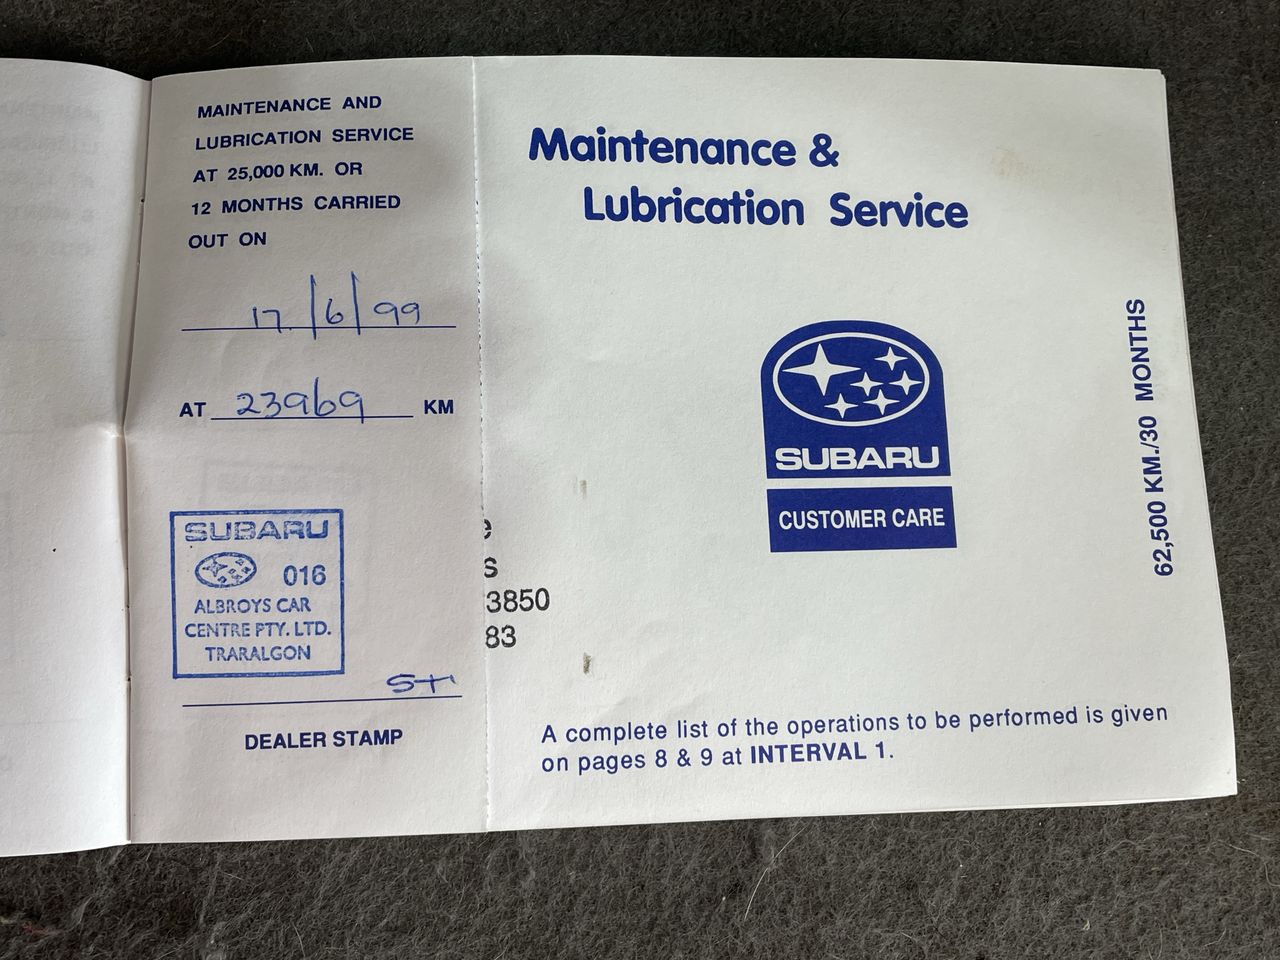 MAINTENANCE AND
LUBRICATION SERVICE
AT 25,000 KM. OR
12 MONTHS CARRIED
OUT ON
17/6/99
AT 23969 KM
SUBARU
016
ALBROYS CAR
CENTRE PTY. LTD.
TRARALGON
DEALER STAMP
3850
83
Maintenance &
Lubrication Service
SUBARU
CUSTOMER CARE
62,500 KM./30 MONTHS
A complete list of the operations to be performed is given
on pages 8 & 9 at INTERVAL 1.